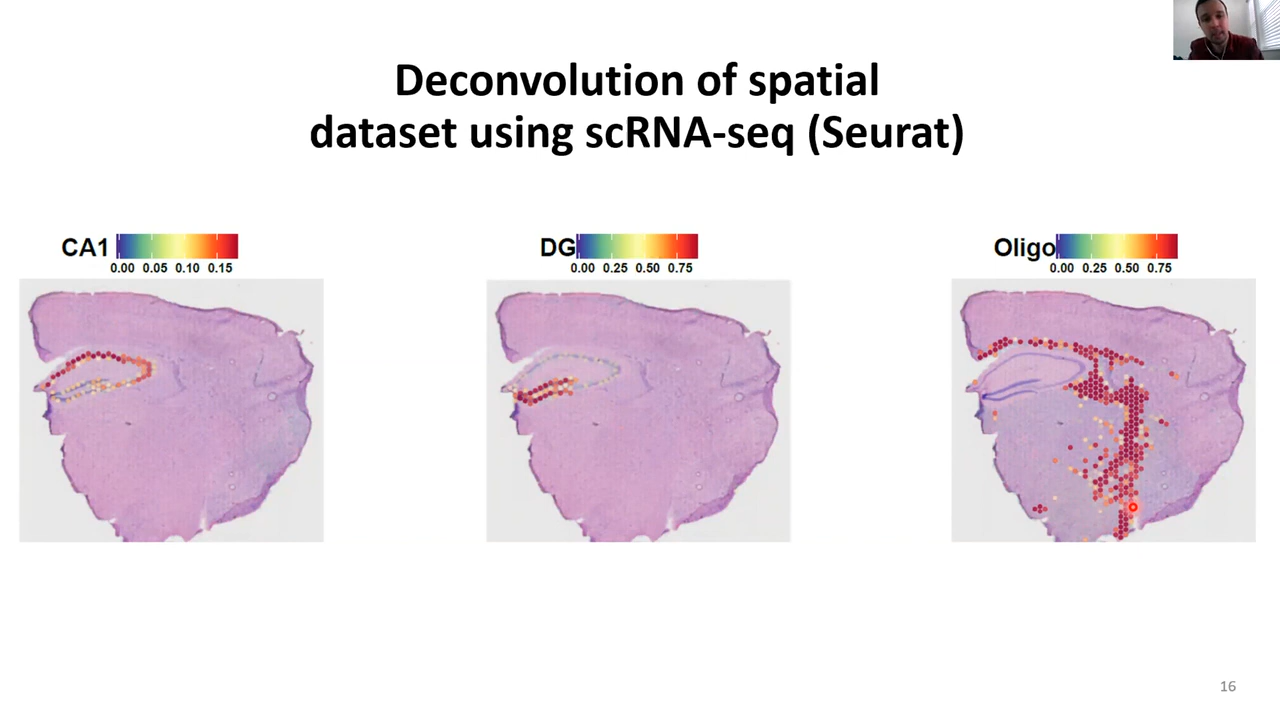 Deconvolution of spatial
dataset using scRNA-seq (Seurat)
CA1
0.00 0.05 0.10 0.15
DG
0.00 0.25 0.50 0.75
Oligo
0.00 0.25 0.50 0.75
16